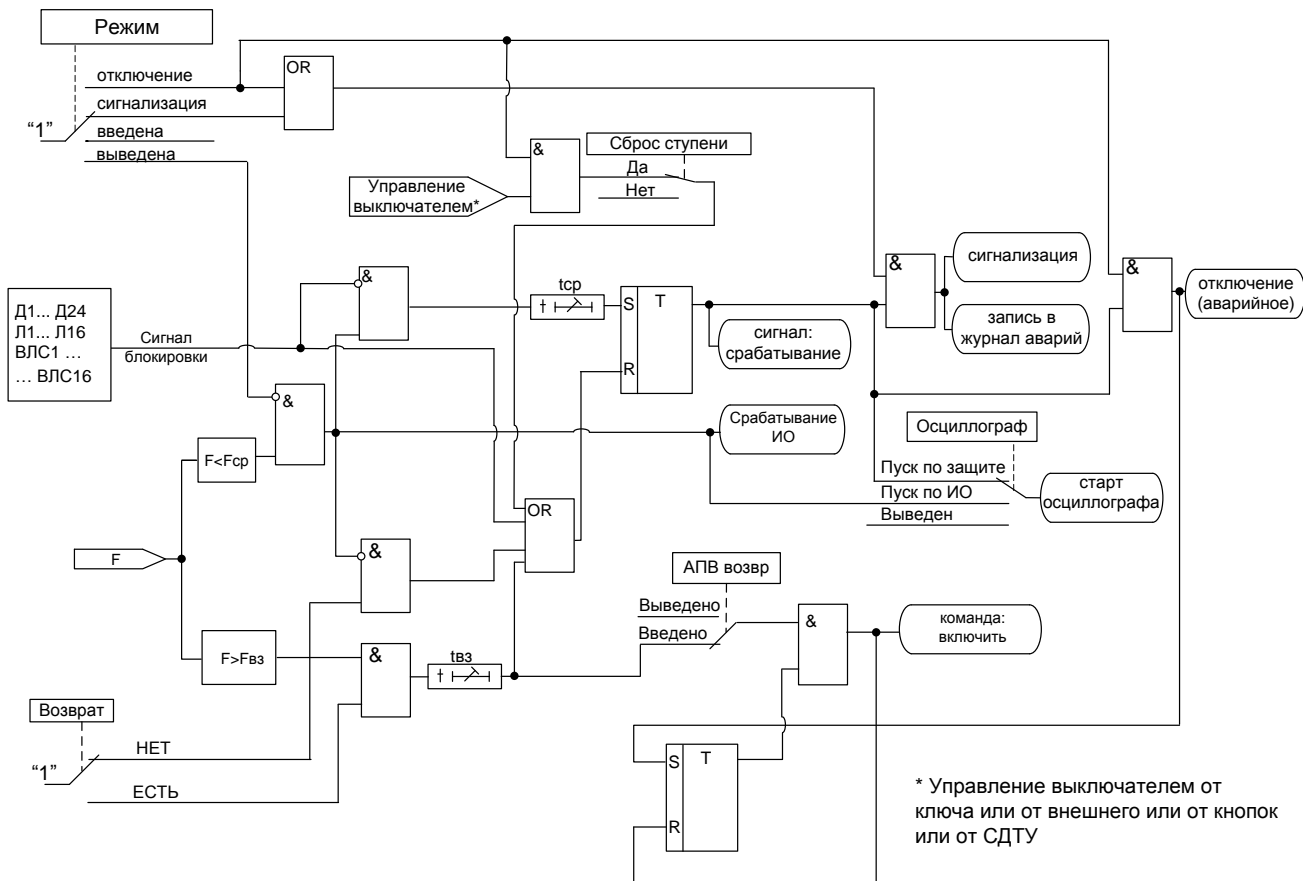 Режим
отключение
OR
сигнализация
“1”
введена
выведена
&
Сброс ступени
Да
Нет
Управление
выключателем*
&
tср
S T
R
&
сигнализация
запись в
журнал аварий
&
отключение
(аварийное)
Д1... Д24
Л1... Л16
ВЛС1 ...
... ВЛС16
Сигнал
блокировки
сигнал:
срабатывание
&
F<Fср
Срабатывание
ИО
Осциллограф
Пуск по защите
Пуск по ИО
Выведен
старт
осциллографа
OR
F
&
АПВ возвр
Выведено
Введено
&
команда:
включить
F>Fвз
&
tвз
Возврат
“1”
НЕТ
ЕСТЬ
S T
R
* Управление выключателем от
ключа или от внешнего или от кнопок
или от СДТУ